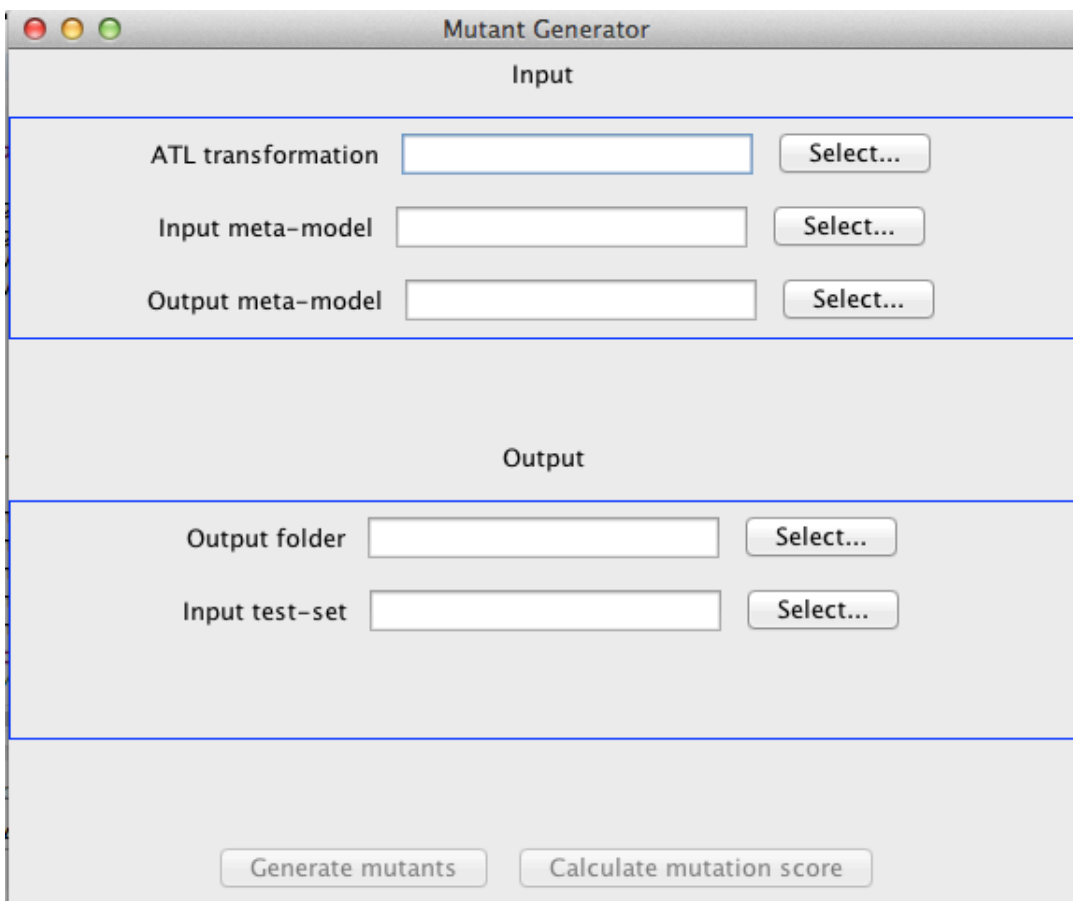 Mutant Generator
Input
ATL transformation Select...
Input meta-model Select...
Output meta-model Select...
Output
Output folder Select...
Input test-set Select...
Generate mutants Calculate mutation score